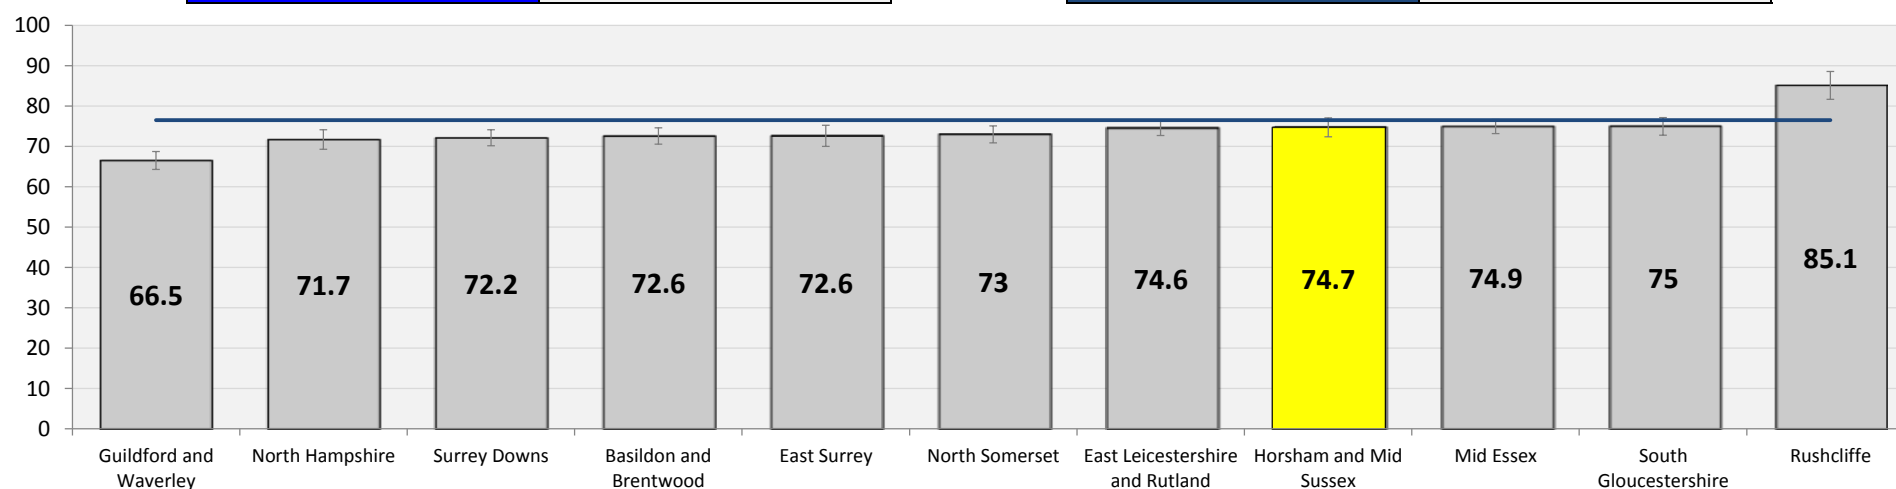 100
90
80
70
60
50
40
30
20
10
0
66.5
71.7
72.2
72.6
72.6
73
74.6
74.7
74.9
75
85.1
Guildford and
Waverley
North Hampshire
Surrey Downs
Basildon and
Brentwood
East Surrey
North Somerset
East Leicestershire
and Rutland
Horsham and Mid
Sussex
Mid Essex
South
Gloucestershire
Rushcliffe